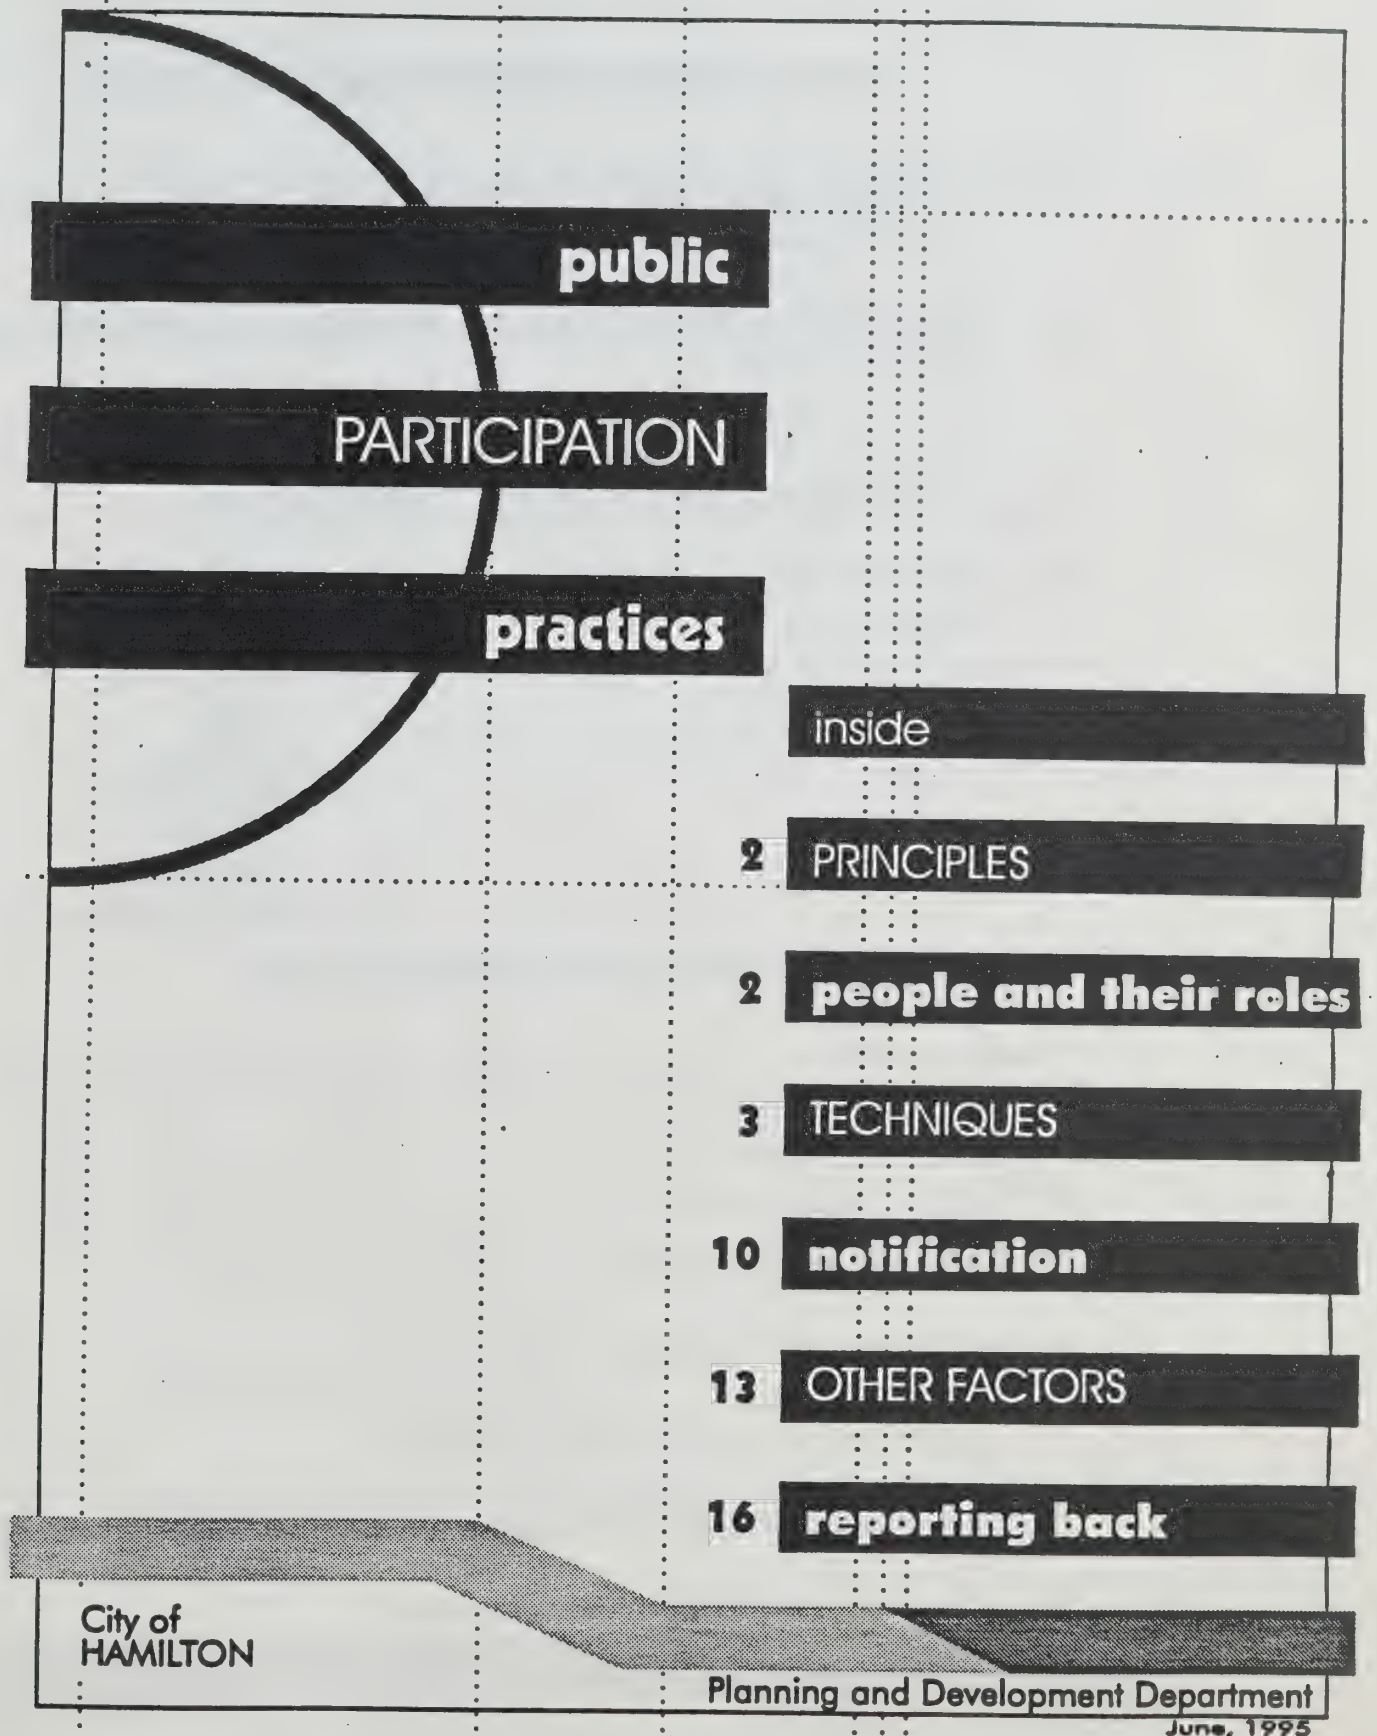 public
PARTICIPATION
practices
inside
2 PRINCIPLES
2 people and their roles
3 TECHNIQUES
10 notification
13 OTHER FACTORS
16 reporting back
City of
HAMILTON
Planning and Development Department
June, 1995